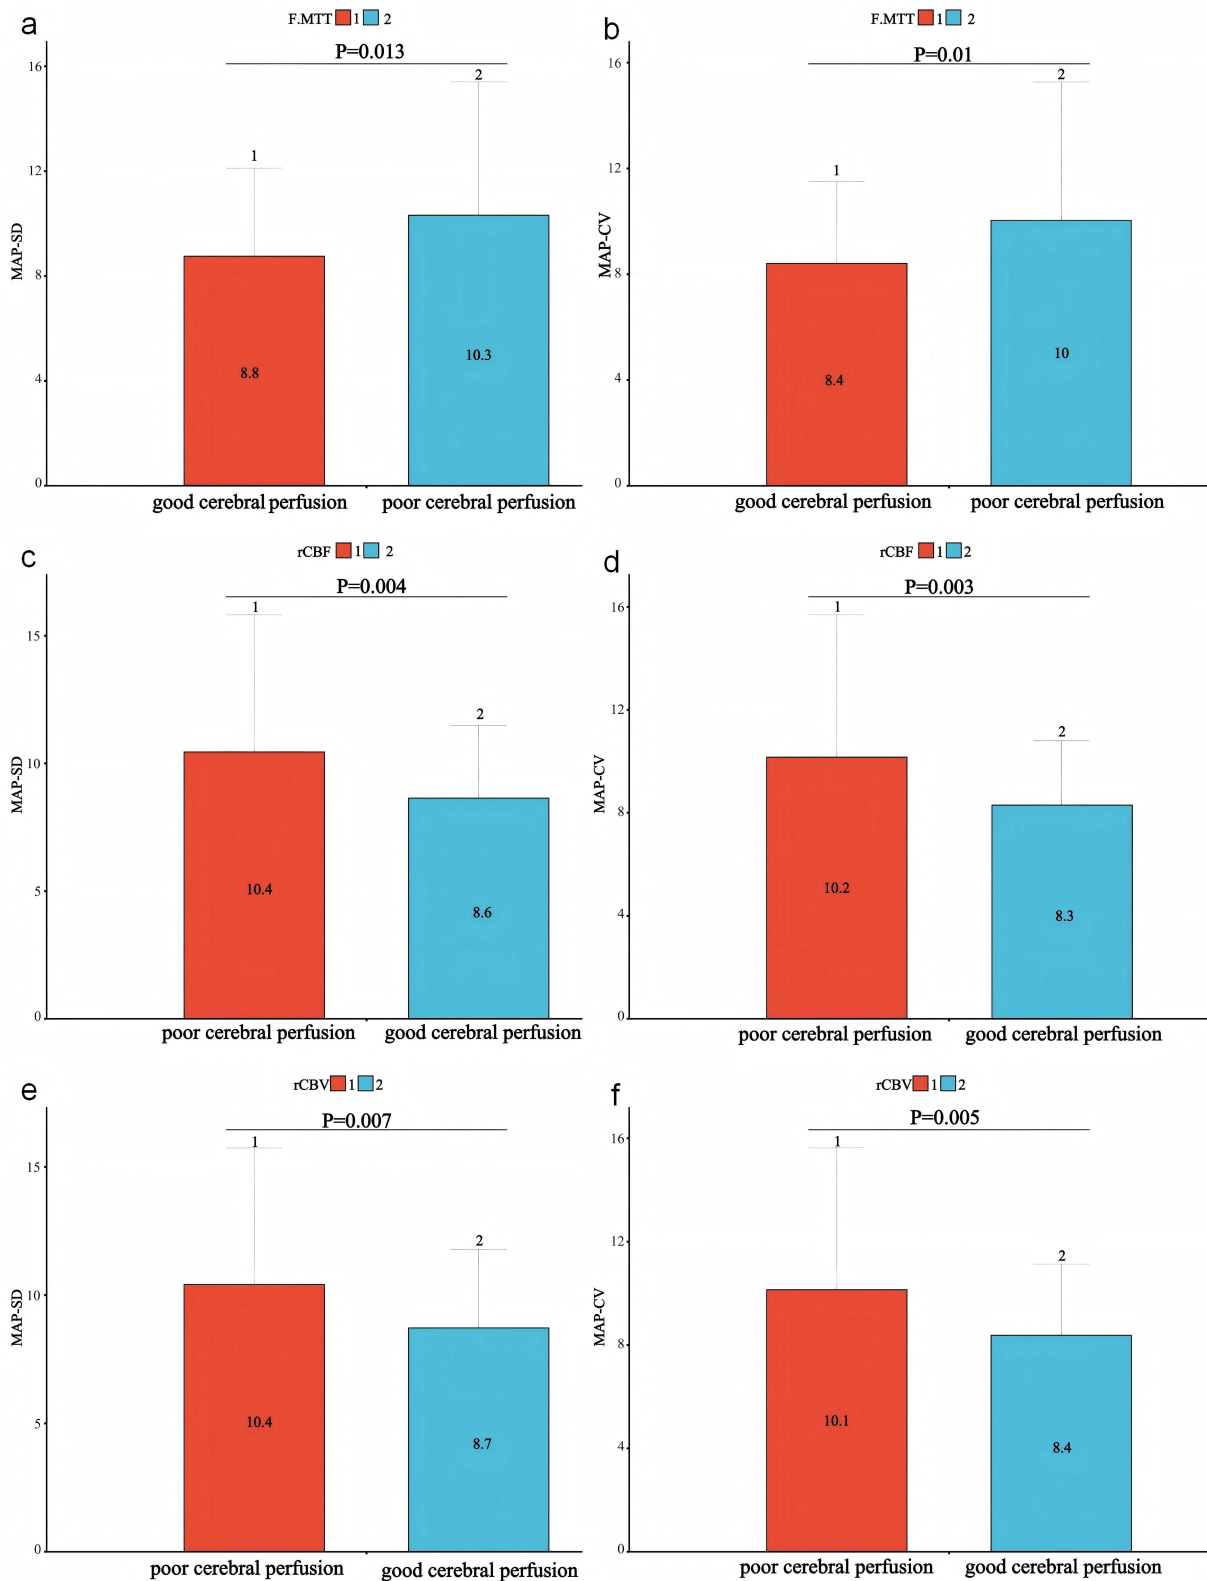 a
F.MTT 1 2
P=0.013
16
12
8
4
0
MAP-SD
1
2
8.8
10.3
good cerebral perfusion
poor cerebral perfusion
b
F.MTT 1 2
P=0.01
16
12
8
4
0
MAP-CV
1
2
8.4
10
good cerebral perfusion
poor cerebral perfusion
c
rCBF 1 2
P=0.004
15
10
5
0
MAP-SD
1
2
10.4
8.6
poor cerebral perfusion
good cerebral perfusion
d
rCBF 1 2
P=0.003
16
12
8
4
0
MAP-CV
1
2
10.2
8.3
poor cerebral perfusion
good cerebral perfusion
e
rCBV 1 2
P=0.007
15
10
5
0
MAP-SD
1
2
10.4
8.7
poor cerebral perfusion
good cerebral perfusion
f
rCBV 1 2
P=0.005
16
12
8
4
0
MAP-CV
1
2
10.1
8.4
poor cerebral perfusion
good cerebral perfusion